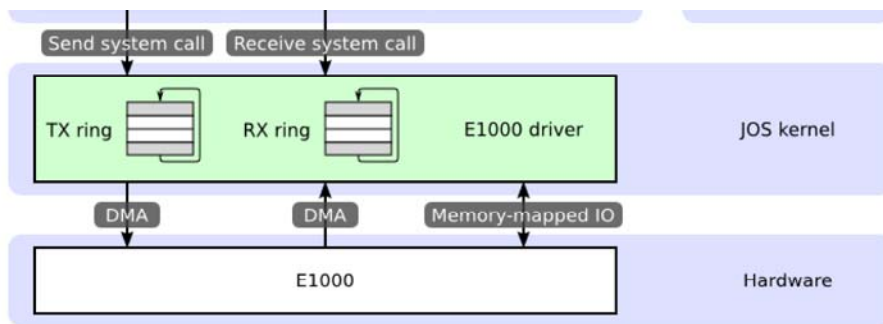 Send system call
Receive system call
TX ring
RX ring
E1000 driver
JOS kernel
DMA
DMA
Memory-mapped IO
E1000
Hardware